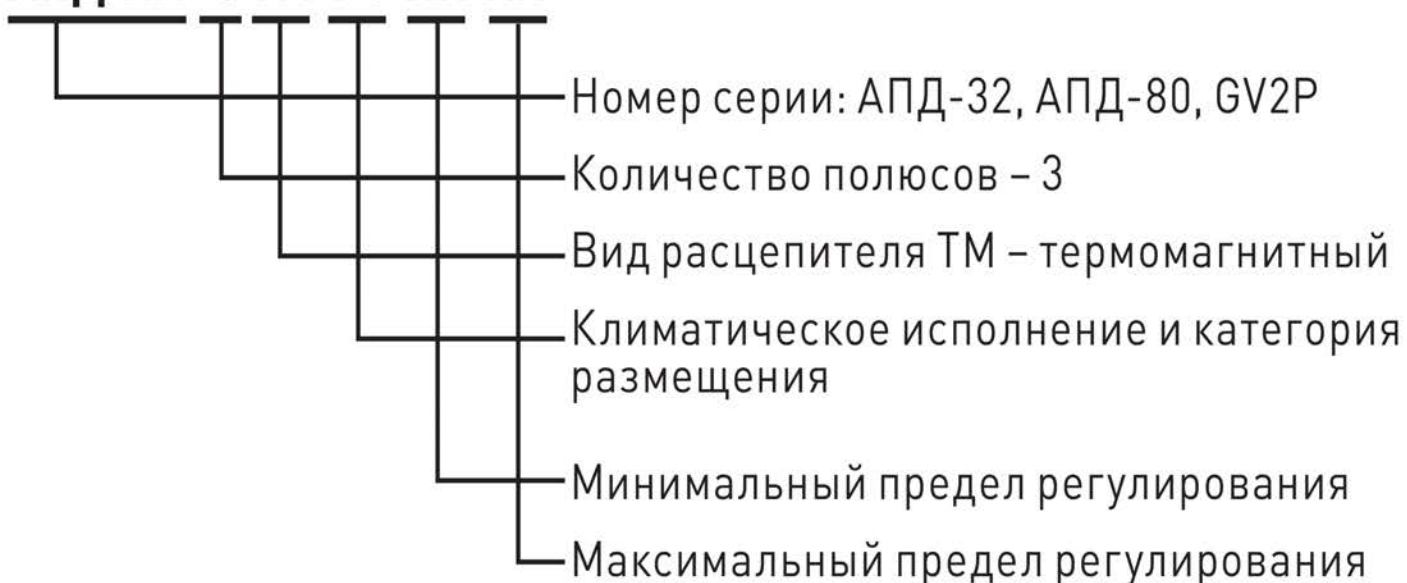 Номер серии: АПД-32, АПД-80, GV2P
Количество полюсов – 3
Вид расцепителя ТМ – термомагнитный
Климатическое исполнение и категория
размещения
Минимальный предел регулирования
Максимальный предел регулирования